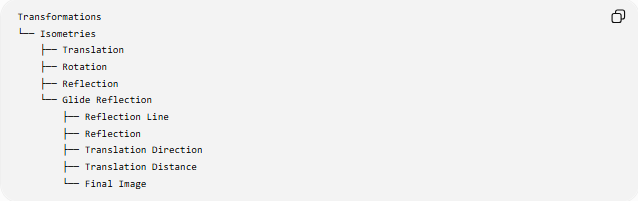 Transformations
└── Isometries
    ├── Translation
    ├── Rotation
    ├── Reflection
    └── Glide Reflection
        ├── Reflection Line
        ├── Reflection
        ├── Translation Direction
        ├── Translation Distance
        └── Final Image